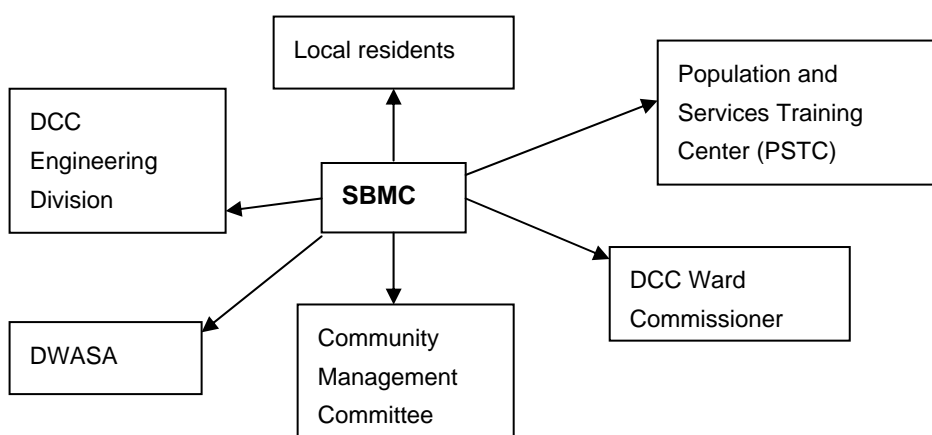 Local residents
Population and
Services Training
Center (PSTC)
DCC
Engineering
Division
SBMC
DCC Ward
Commissioner
DWASA
Community
Management
Committee